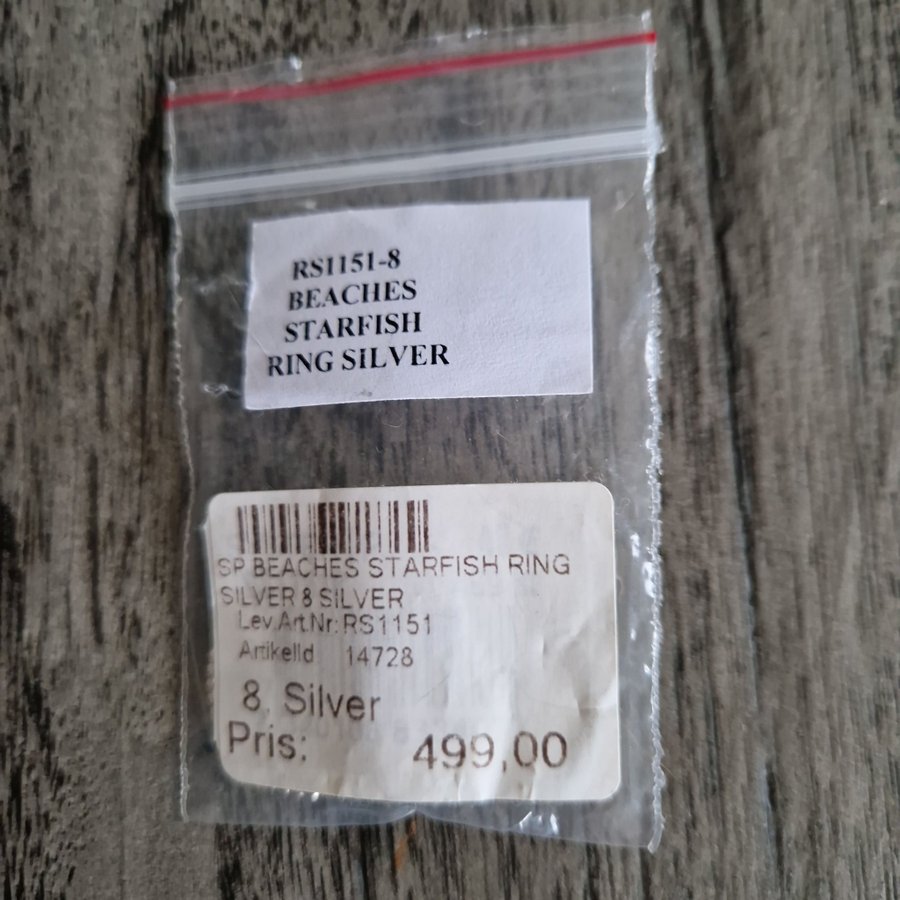 RS1151-8
BEACHES
STARFISH
RING SILVER
SP BEACHES STARFISH RING
SILVER 8 SILVER
Lev.Art.Nr: RS1151
ArtikelId 14728
8, Silver
Pris: 499,00